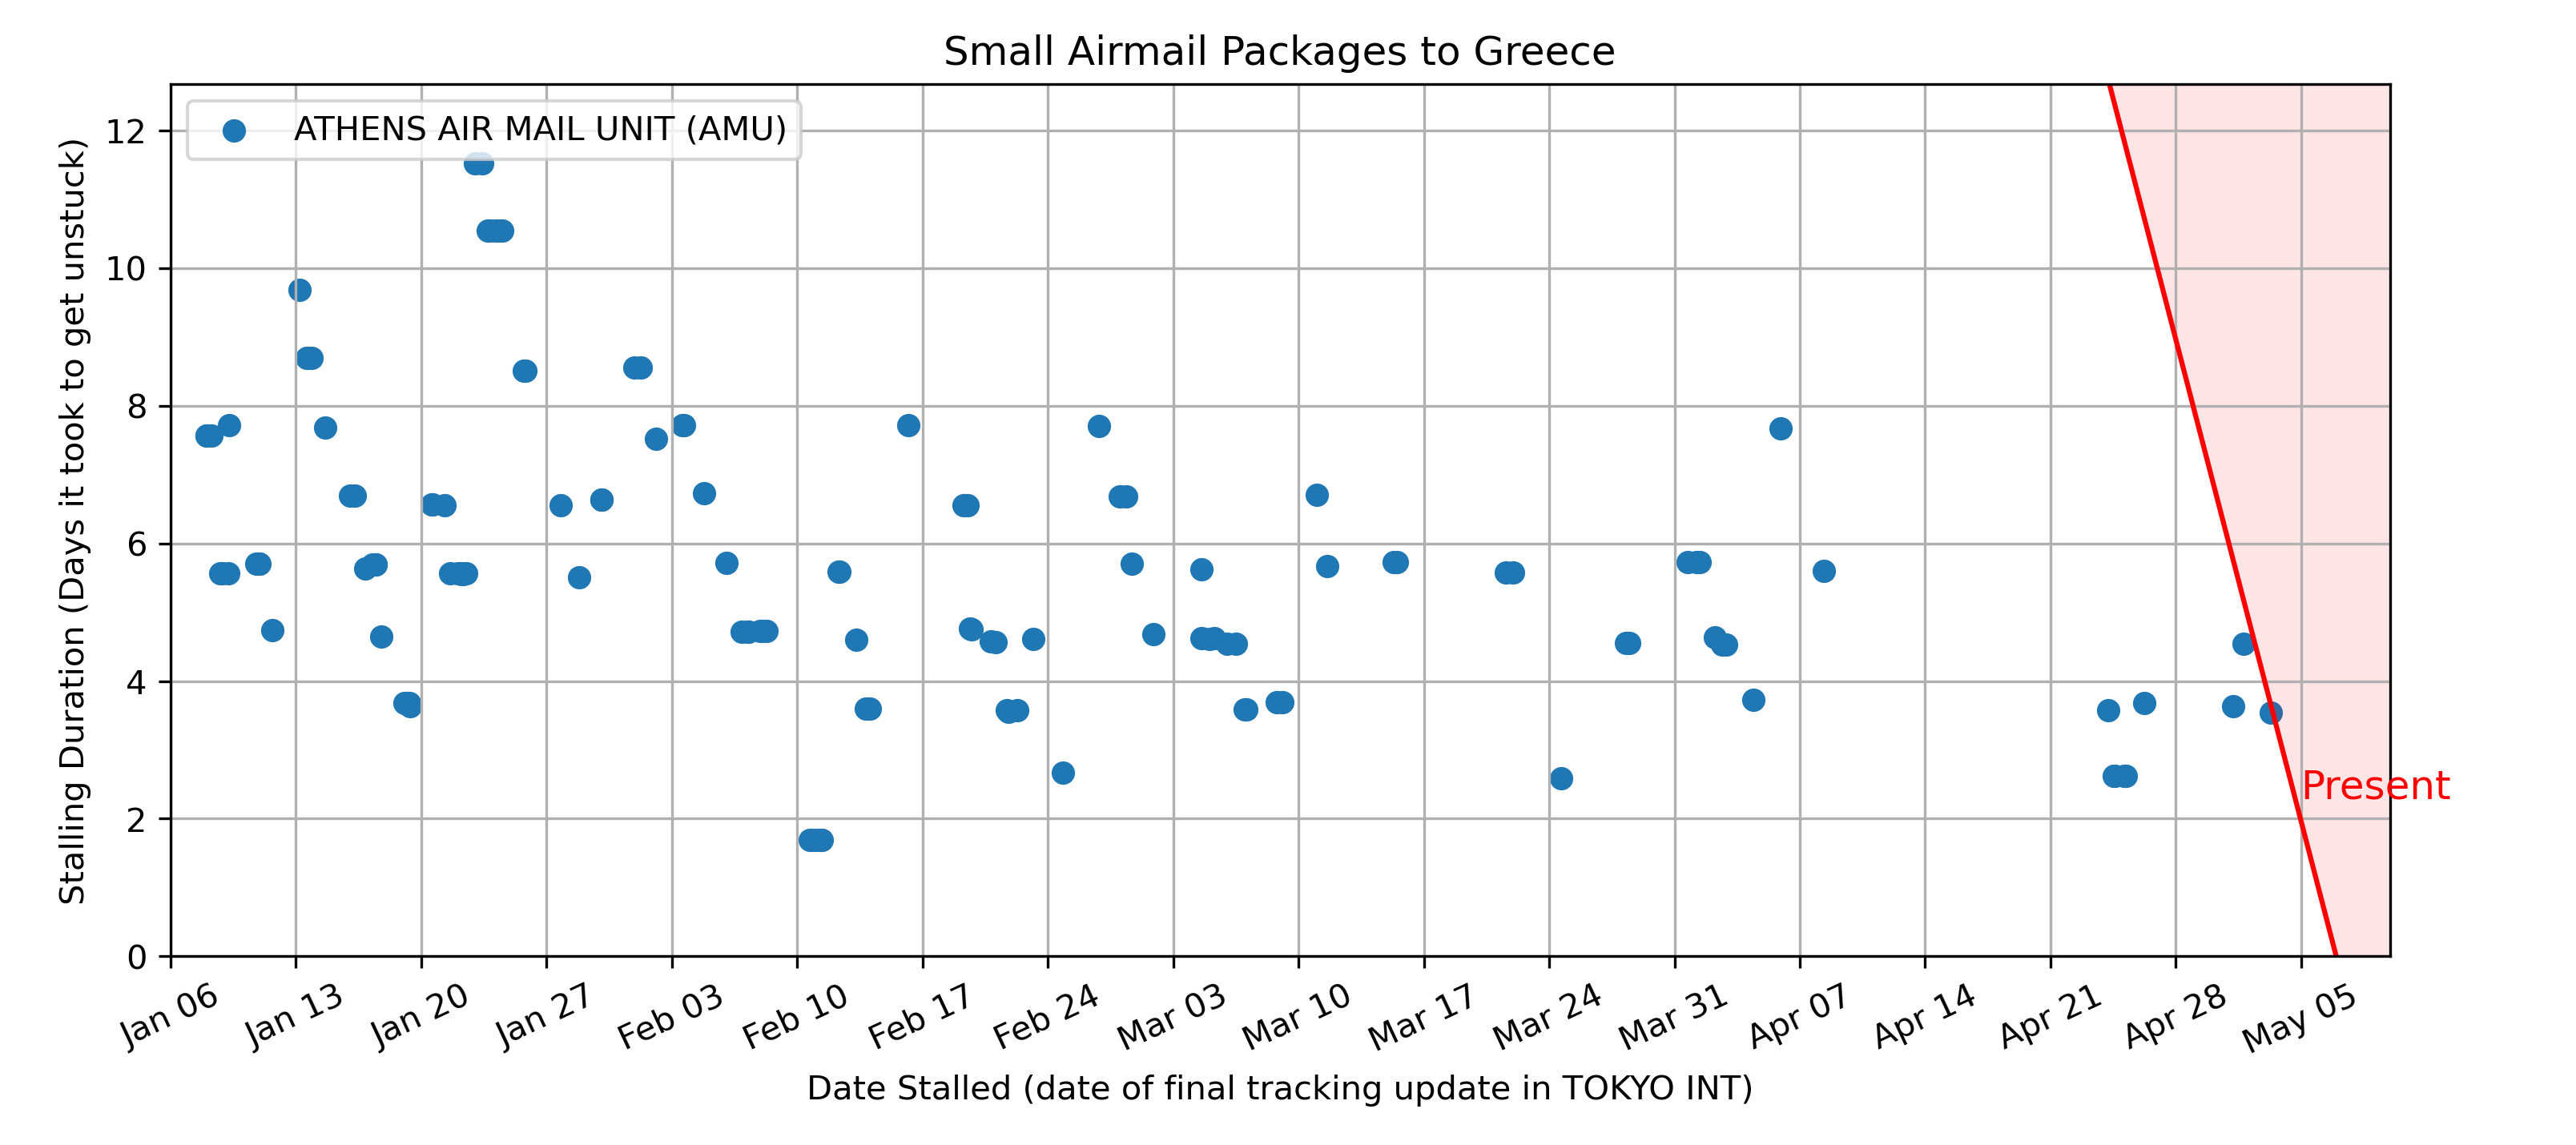 Small Airmail Packages to Greece
ATHENS AIR MAIL UNIT (AMU)
Stalling Duration (Days it took to get unstuck)
12
10
8
6
4
2
0
Present
Jan 06
Jan 13
Jan 20
Jan 27
Feb 03
Feb 10
Feb 17
Feb 24
Mar 03
Mar 10
Mar 17
Mar 24
Mar 31
Apr 07
Apr 14
Apr 21
Apr 28
May 05
Date Stalled (date of final tracking update in TOKYO INT)